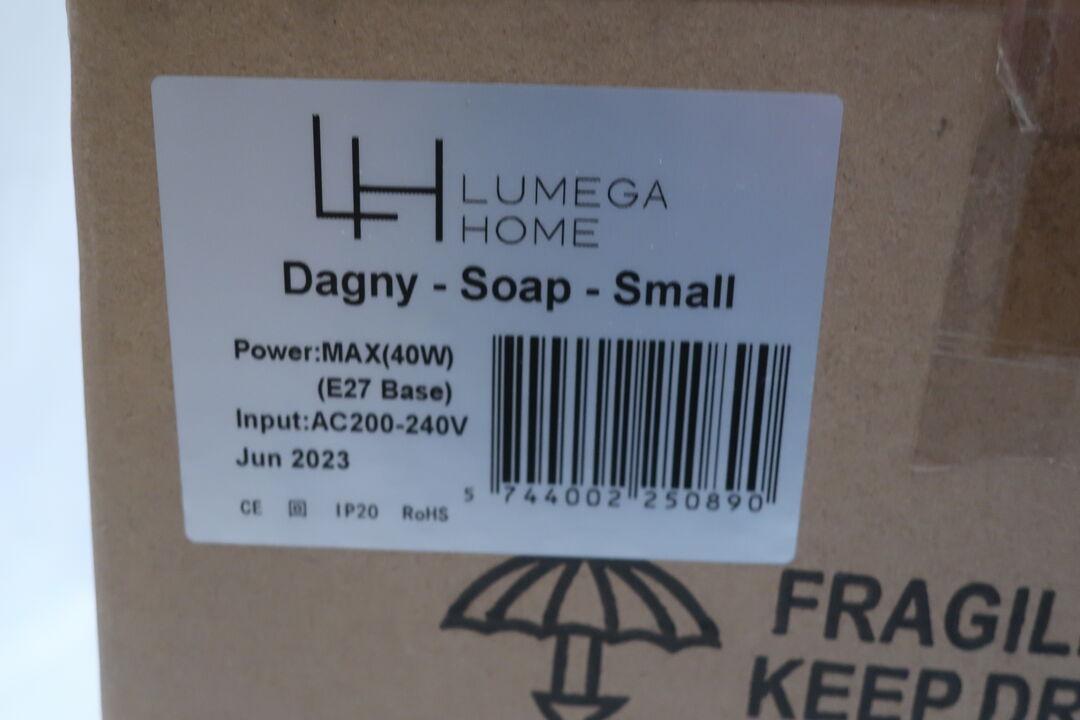 LH LUMEGA
HOME
Dagny - Soap - Small
Power:MAX(40W)
(E27 Base)
Input:AC200-240V
Jun 2023
CE IP20 RoHS
5 744002 250890
FRAGIL
KEEP DR